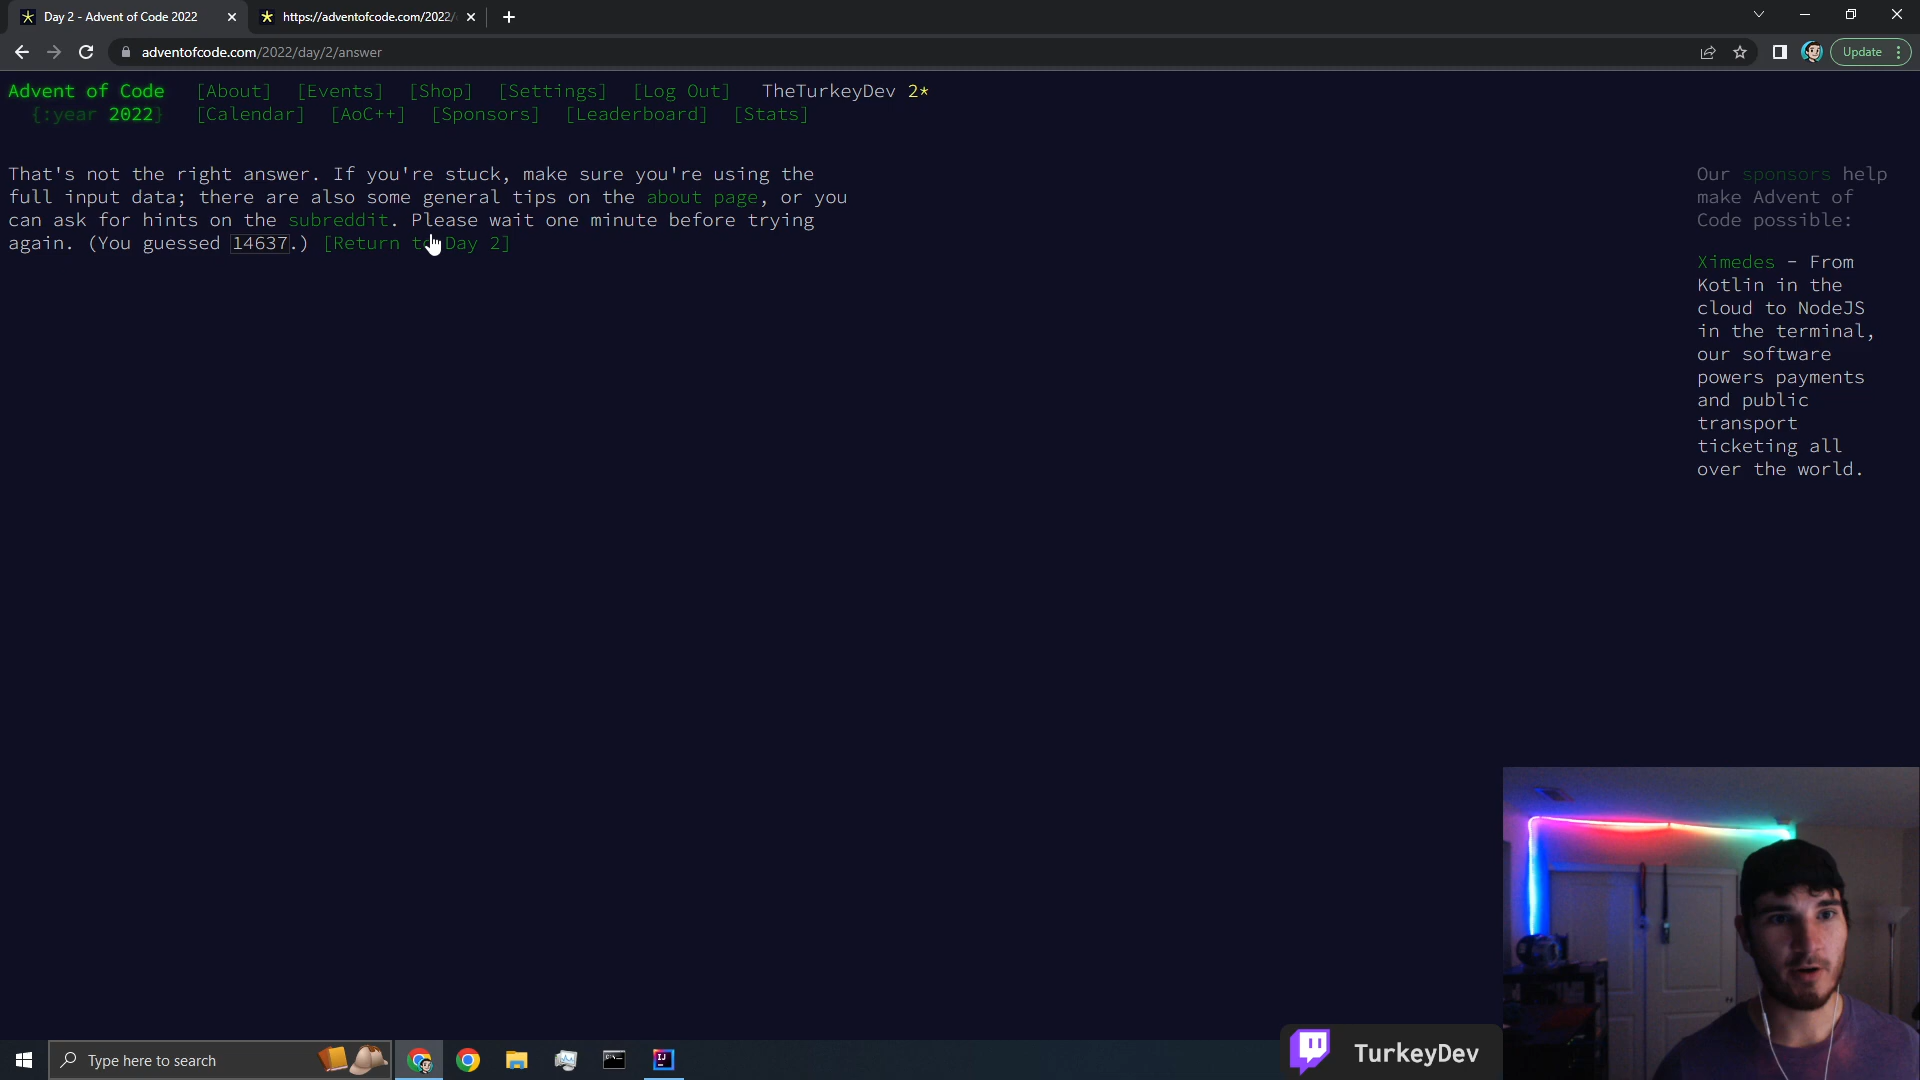 Day 2 - Advent of Code 2022
https://adventofcode.com/2022/
adventofcode.com/2022/day/2/answer
Update
Advent of Code [About] [Events] [Shop] [Settings] [Log Out] TheTurkeyDev 2*
{:year 2022} [Calendar] [AoC++] [Sponsors] [Leaderboard] [Stats]
That's not the right answer. If you're stuck, make sure you're using the
full input data; there are also some general tips on the about page, or you
can ask for hints on the subreddit. Please wait one minute before trying
again. (You guessed 14637.) [Return to Day 2]
Our sponsors help
make Advent of
Code possible:
Ximedes - From
Kotlin in the
cloud to NodeJS
in the terminal,
our software
powers payments
and public
transport
ticketing all
over the world.
Type here to search
IJ
TurkeyDev